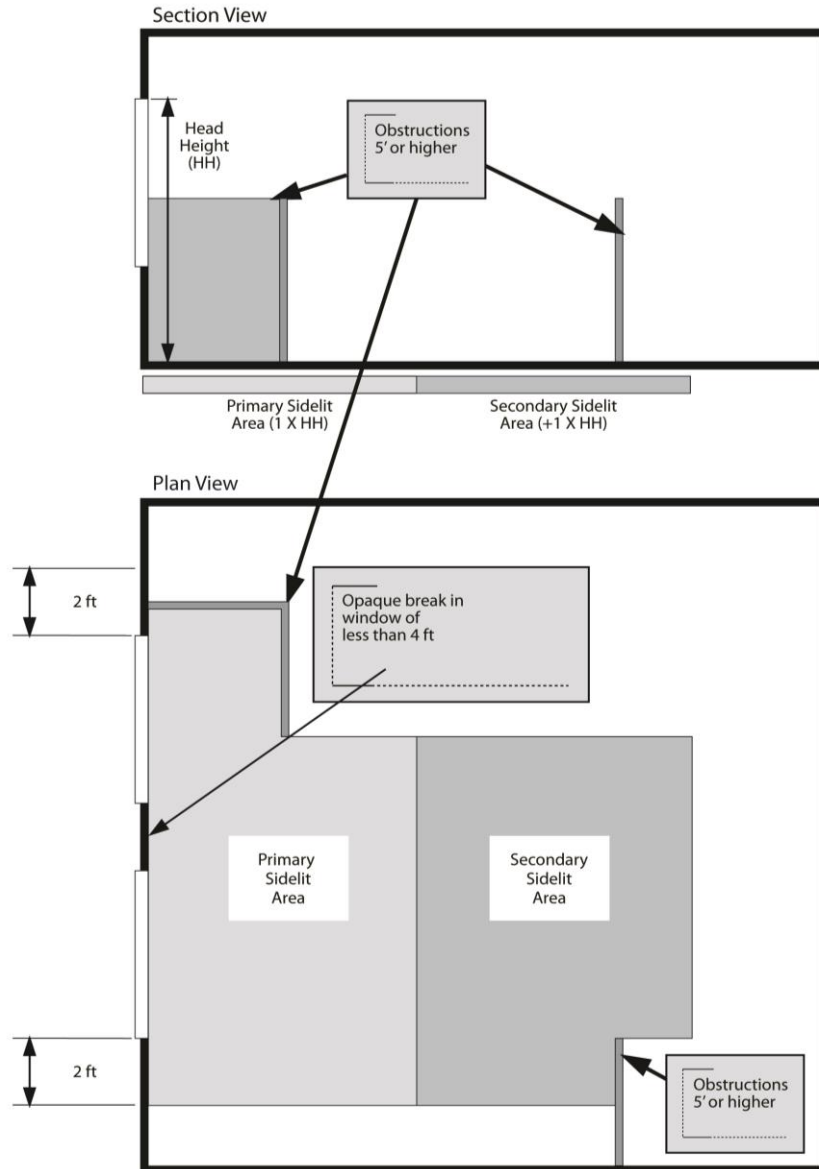 Section View
Head
Height
(HH)
Obstructions
5' or higher
Primary Sidelit
Area (1 X HH)
Secondary Sidelit
Area (+1 X HH)
Plan View
2 ft
Opaque break in
window of
less than 4 ft
Primary
Sidelit
Area
Secondary
Sidelit
Area
2 ft
Obstructions
5' or higher